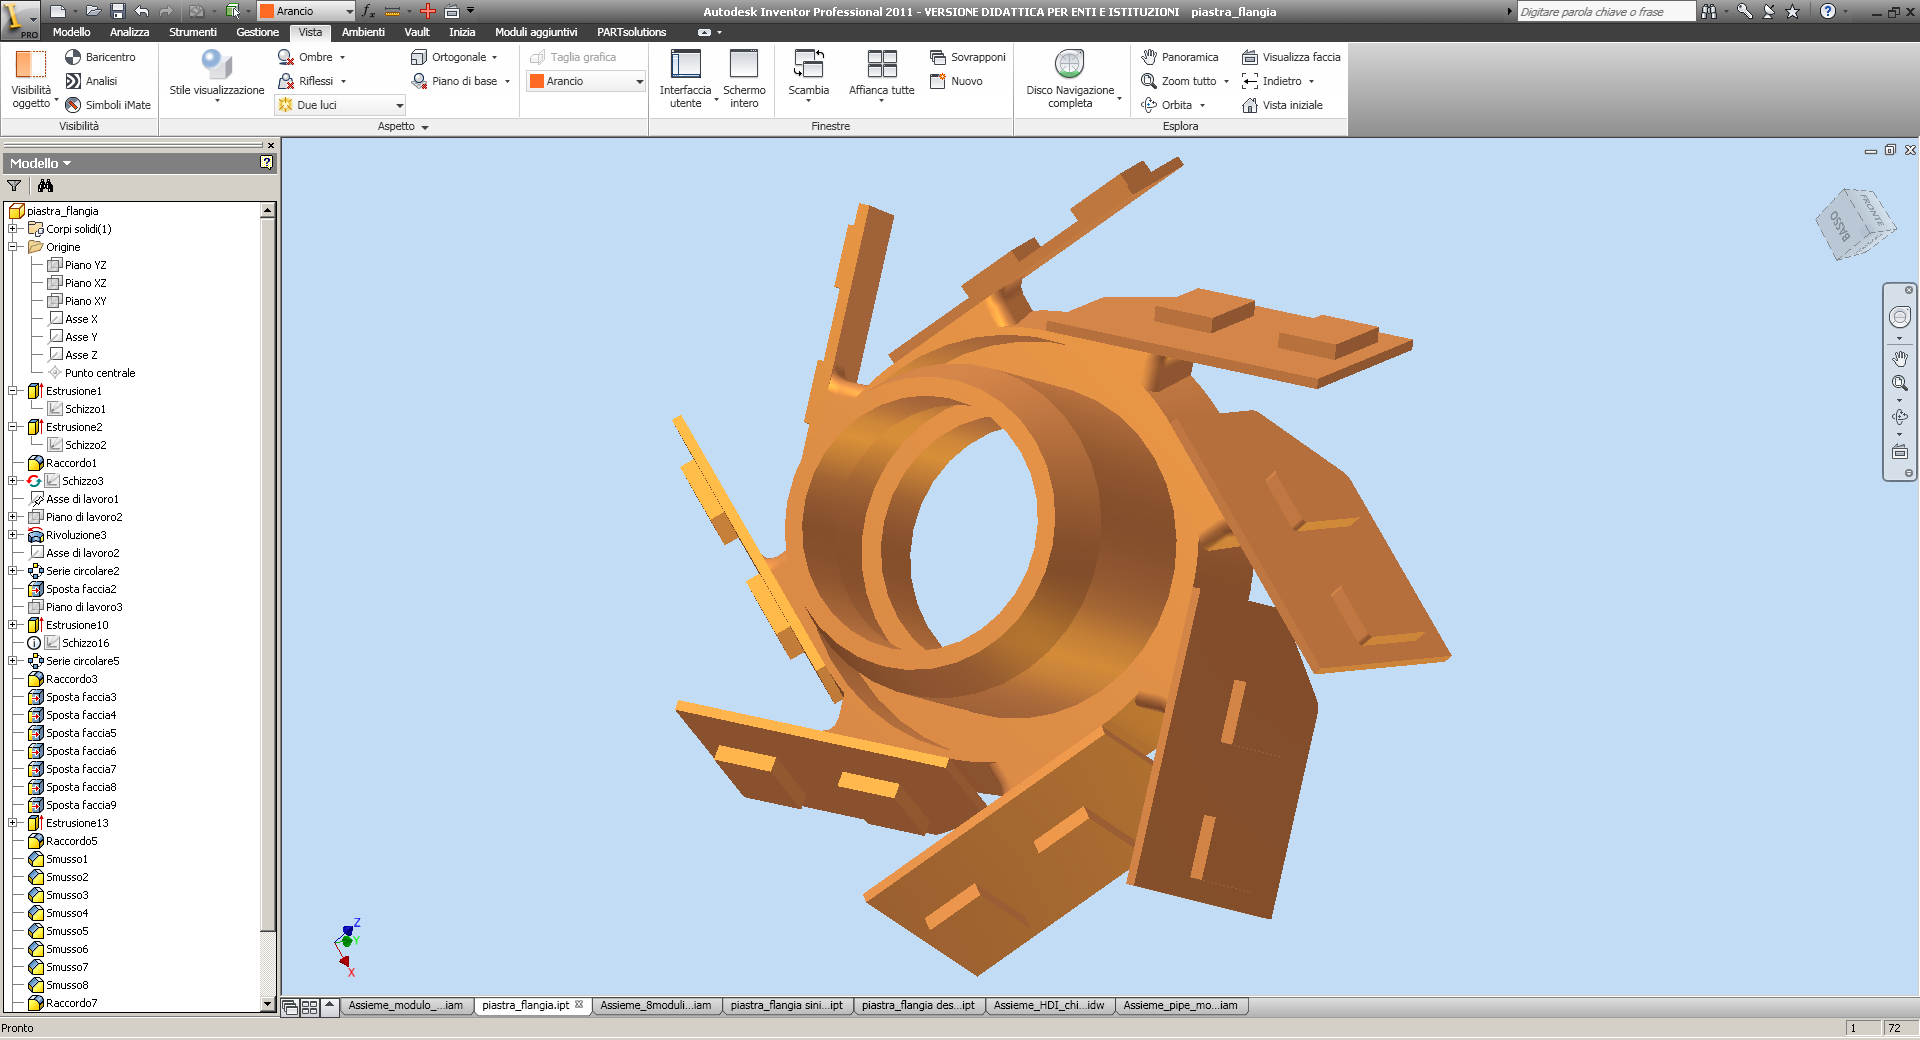 Arancio
Autodesk Inventor Professional 2011 - VERSIONE DIDATTICA PER ENTI E ISTITUZIONI   piastra_flangia
Digitare parola chiave o frase
PRO
Modello Analizza Strumenti Gestione Vista Ambienti Vault Inizia Moduli aggiuntivi PARTsolutions
Visibilità oggetto
Baricentro
Analisi
Simboli iMate
Visibilità
Stile visualizzazione
Ombre
Riflessi
Due luci
Ortogonale
Piano di base
Taglia grafica
Arancio
Aspetto
Interfaccia utente
Schermo intero
Scambia
Affianca tutte
Sovrapponi
Nuovo
Finestre
Disco Navigazione completa
Panoramica
Zoom tutto
Orbita
Visualizza faccia
Indietro
Vista iniziale
Esplora
Modello
piastra_flangia
Corpi solidi(1)
Origine
Piano YZ
Piano XZ
Piano XY
Asse X
Asse Y
Asse Z
Punto centrale
Estrusione1
Schizzo1
Estrusione2
Schizzo2
Raccordo1
Schizzo3
Asse di lavoro1
Piano di lavoro2
Rivoluzione3
Asse di lavoro2
Serie circolare2
Sposta faccia2
Piano di lavoro3
Estrusione10
Schizzo16
Serie circolare5
Raccordo3
Sposta faccia3
Sposta faccia4
Sposta faccia5
Sposta faccia6
Sposta faccia7
Sposta faccia8
Sposta faccia9
Estrusione13
Raccordo5
Smusso1
Smusso2
Smusso3
Smusso4
Smusso5
Smusso6
Smusso7
Smusso8
Raccordo7
FRONTE
BASSO
Z
Y
X
Assieme_modulo_...iam
piastra_flangia.ipt
Assieme_8moduli...iam
piastra_flangia sini...ipt
piastra_flangia des...ipt
Assieme_HDI_chi...idw
Assieme_pipe_mo...iam
Pronto
1
72